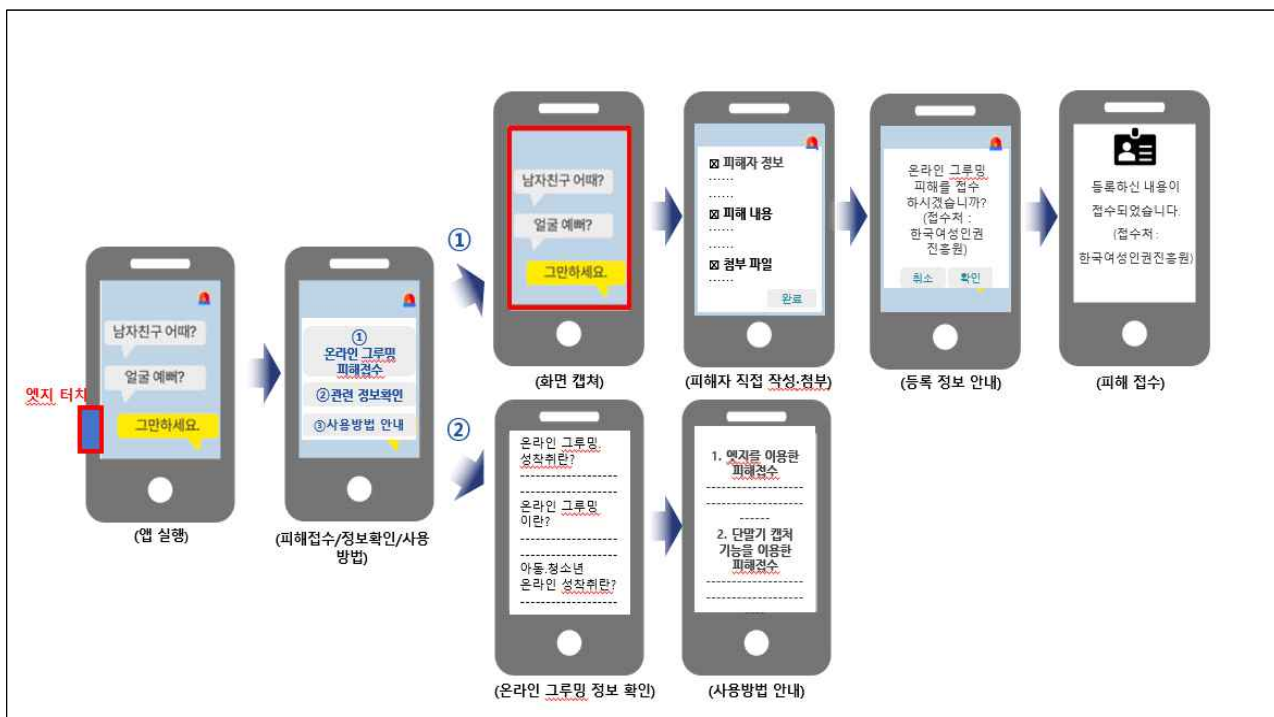 엣지 터치
남자친구 어때?
얼굴 예뻐?
그만하세요.
(앱 실행)
①
온라인 그루밍
피해접수
②관련 정보확인
③사용방법 안내
(피해접수/정보확인/사용
방법)
①
남자친구 어때?
얼굴 예뻐?
그만하세요.
(화면 캡쳐)
☒ 피해자 정보
......
☒ 피해 내용
......
......
☒ 첨부 파일
......
완료
(피해자 직접 작성.첨부)
온라인 그루밍
피해를 접수
하시겠습니까?
(접수처 :
한국여성인권
진흥원)
취소 확인
(등록 정보 안내)
등록하신 내용이
접수되었습니다.
(접수처 :
한국여성인권진흥원)
(피해 접수)
②
온라인 그루밍.
성착취란?
--------------------
--------------------
온라인 그루밍
이란?
--------------------
--------------------
아동.청소년
온라인 성착취란?
--------------------
(온라인 그루밍 정보 확인)
1. 엣지를 이용한
피해접수
--------------------
--------------------
------
2. 단말기 캡처
기능을 이용한
피해접수
--------------------
--------------------
----
(사용방법 안내)